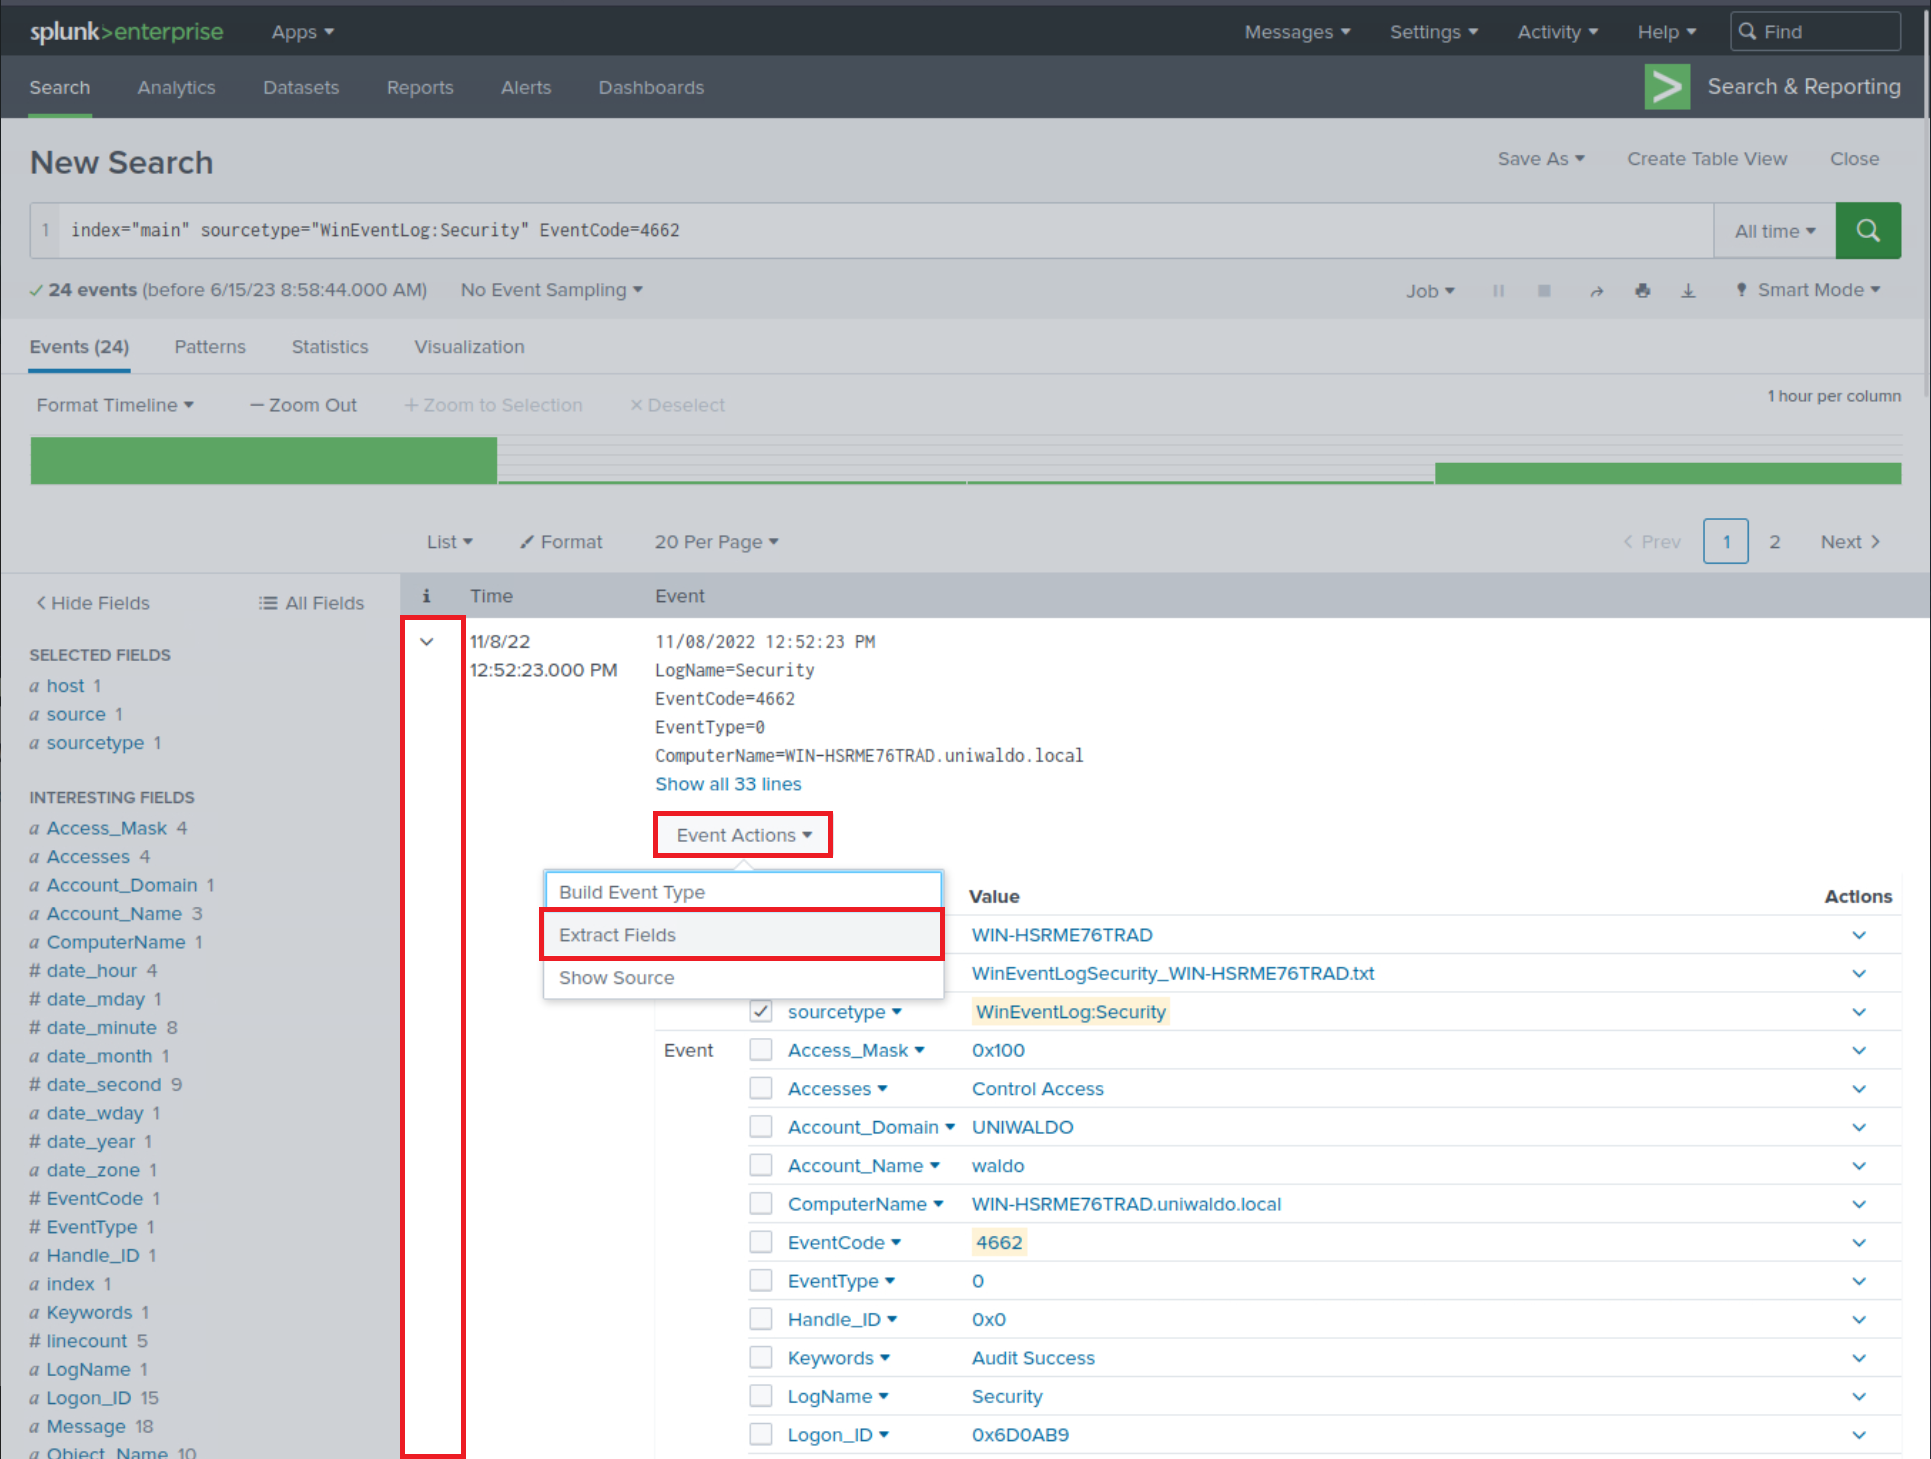 splunk>enterprise Apps Messages Settings Activity Help Find
Search Analytics Datasets Reports Alerts Dashboards Search & Reporting
New Search Save As Create Table View Close
1 index="main" sourcetype="WinEventLog:Security" EventCode=4662 All time
24 events (before 6/15/23 8:58:44.000 AM) No Event Sampling Job Smart Mode
Events (24) Patterns Statistics Visualization
Format Timeline — Zoom Out + Zoom to Selection × Deselect 1 hour per column
List Format 20 Per Page < Prev 1 2 Next >
< Hide Fields All Fields
i Time Event
SELECTED FIELDS
a host 1
a source 1
a sourcetype 1
INTERESTING FIELDS
a Access_Mask 4
a Accesses 4
a Account_Domain 1
a Account_Name 3
a ComputerName 1
# date_hour 4
# date_mday 1
# date_minute 8
a date_month 1
# date_second 9
a date_wday 1
# date_year 1
a date_zone 1
# EventCode 1
# EventType 1
a Handle_ID 1
a index 1
a Keywords 1
# linecount 5
a LogName 1
a Logon_ID 15
a Message 18
a Object_Name 10
11/8/22
12:52:23.000 PM
11/08/2022 12:52:23 PM
LogName=Security
EventCode=4662
EventType=0
ComputerName=WIN-HSRME76TRAD.uniwaldo.local
Show all 33 lines
Event Actions
Build Event Type
Extract Fields
Show Source
Value Actions
WIN-HSRME76TRAD
WinEventLogSecurity_WIN-HSRME76TRAD.txt
sourcetype WinEventLog:Security
Event Access_Mask 0x100
Accesses Control Access
Account_Domain UNIWALDO
Account_Name waldo
ComputerName WIN-HSRME76TRAD.uniwaldo.local
EventCode 4662
EventType 0
Handle_ID 0x0
Keywords Audit Success
LogName Security
Logon_ID 0x6D0AB9